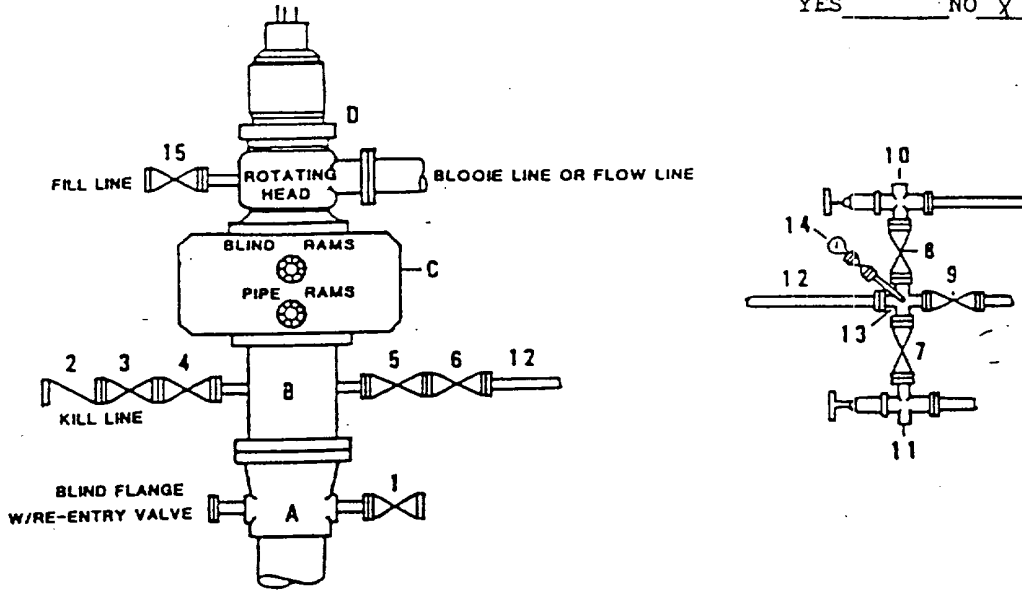 YES NO X
D
15
10
FILL LINE
ROTATING HEAD
BLOOIE LINE OR FLOW LINE
14
BLIND RAMS
8
C
PIPE RAMS
12
9
13
2
3
4
5
6
12
7
B
KILL LINE
11
1
BLIND FLANGE
W/RE-ENTRY VALVE
A